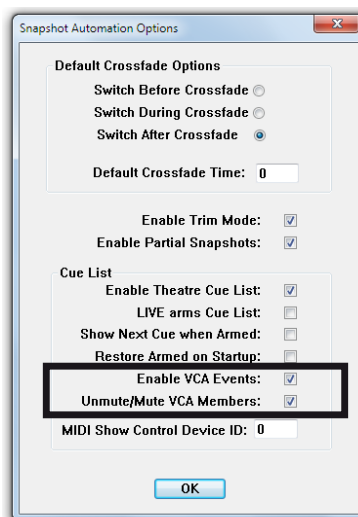 Snapshot Automation Options
Default Crossfade Options
Switch Before Crossfade
Switch During Crossfade
Switch After Crossfade
Default Crossfade Time: 0
Enable Trim Mode:
Enable Partial Snapshots:
Cue List
Enable Theatre Cue List:
LIVE arms Cue List:
Show Next Cue when Armed:
Restore Armed on Startup:
Enable VCA Events:
Unmute/Mute VCA Members:
MIDI Show Control Device ID: 0
OK